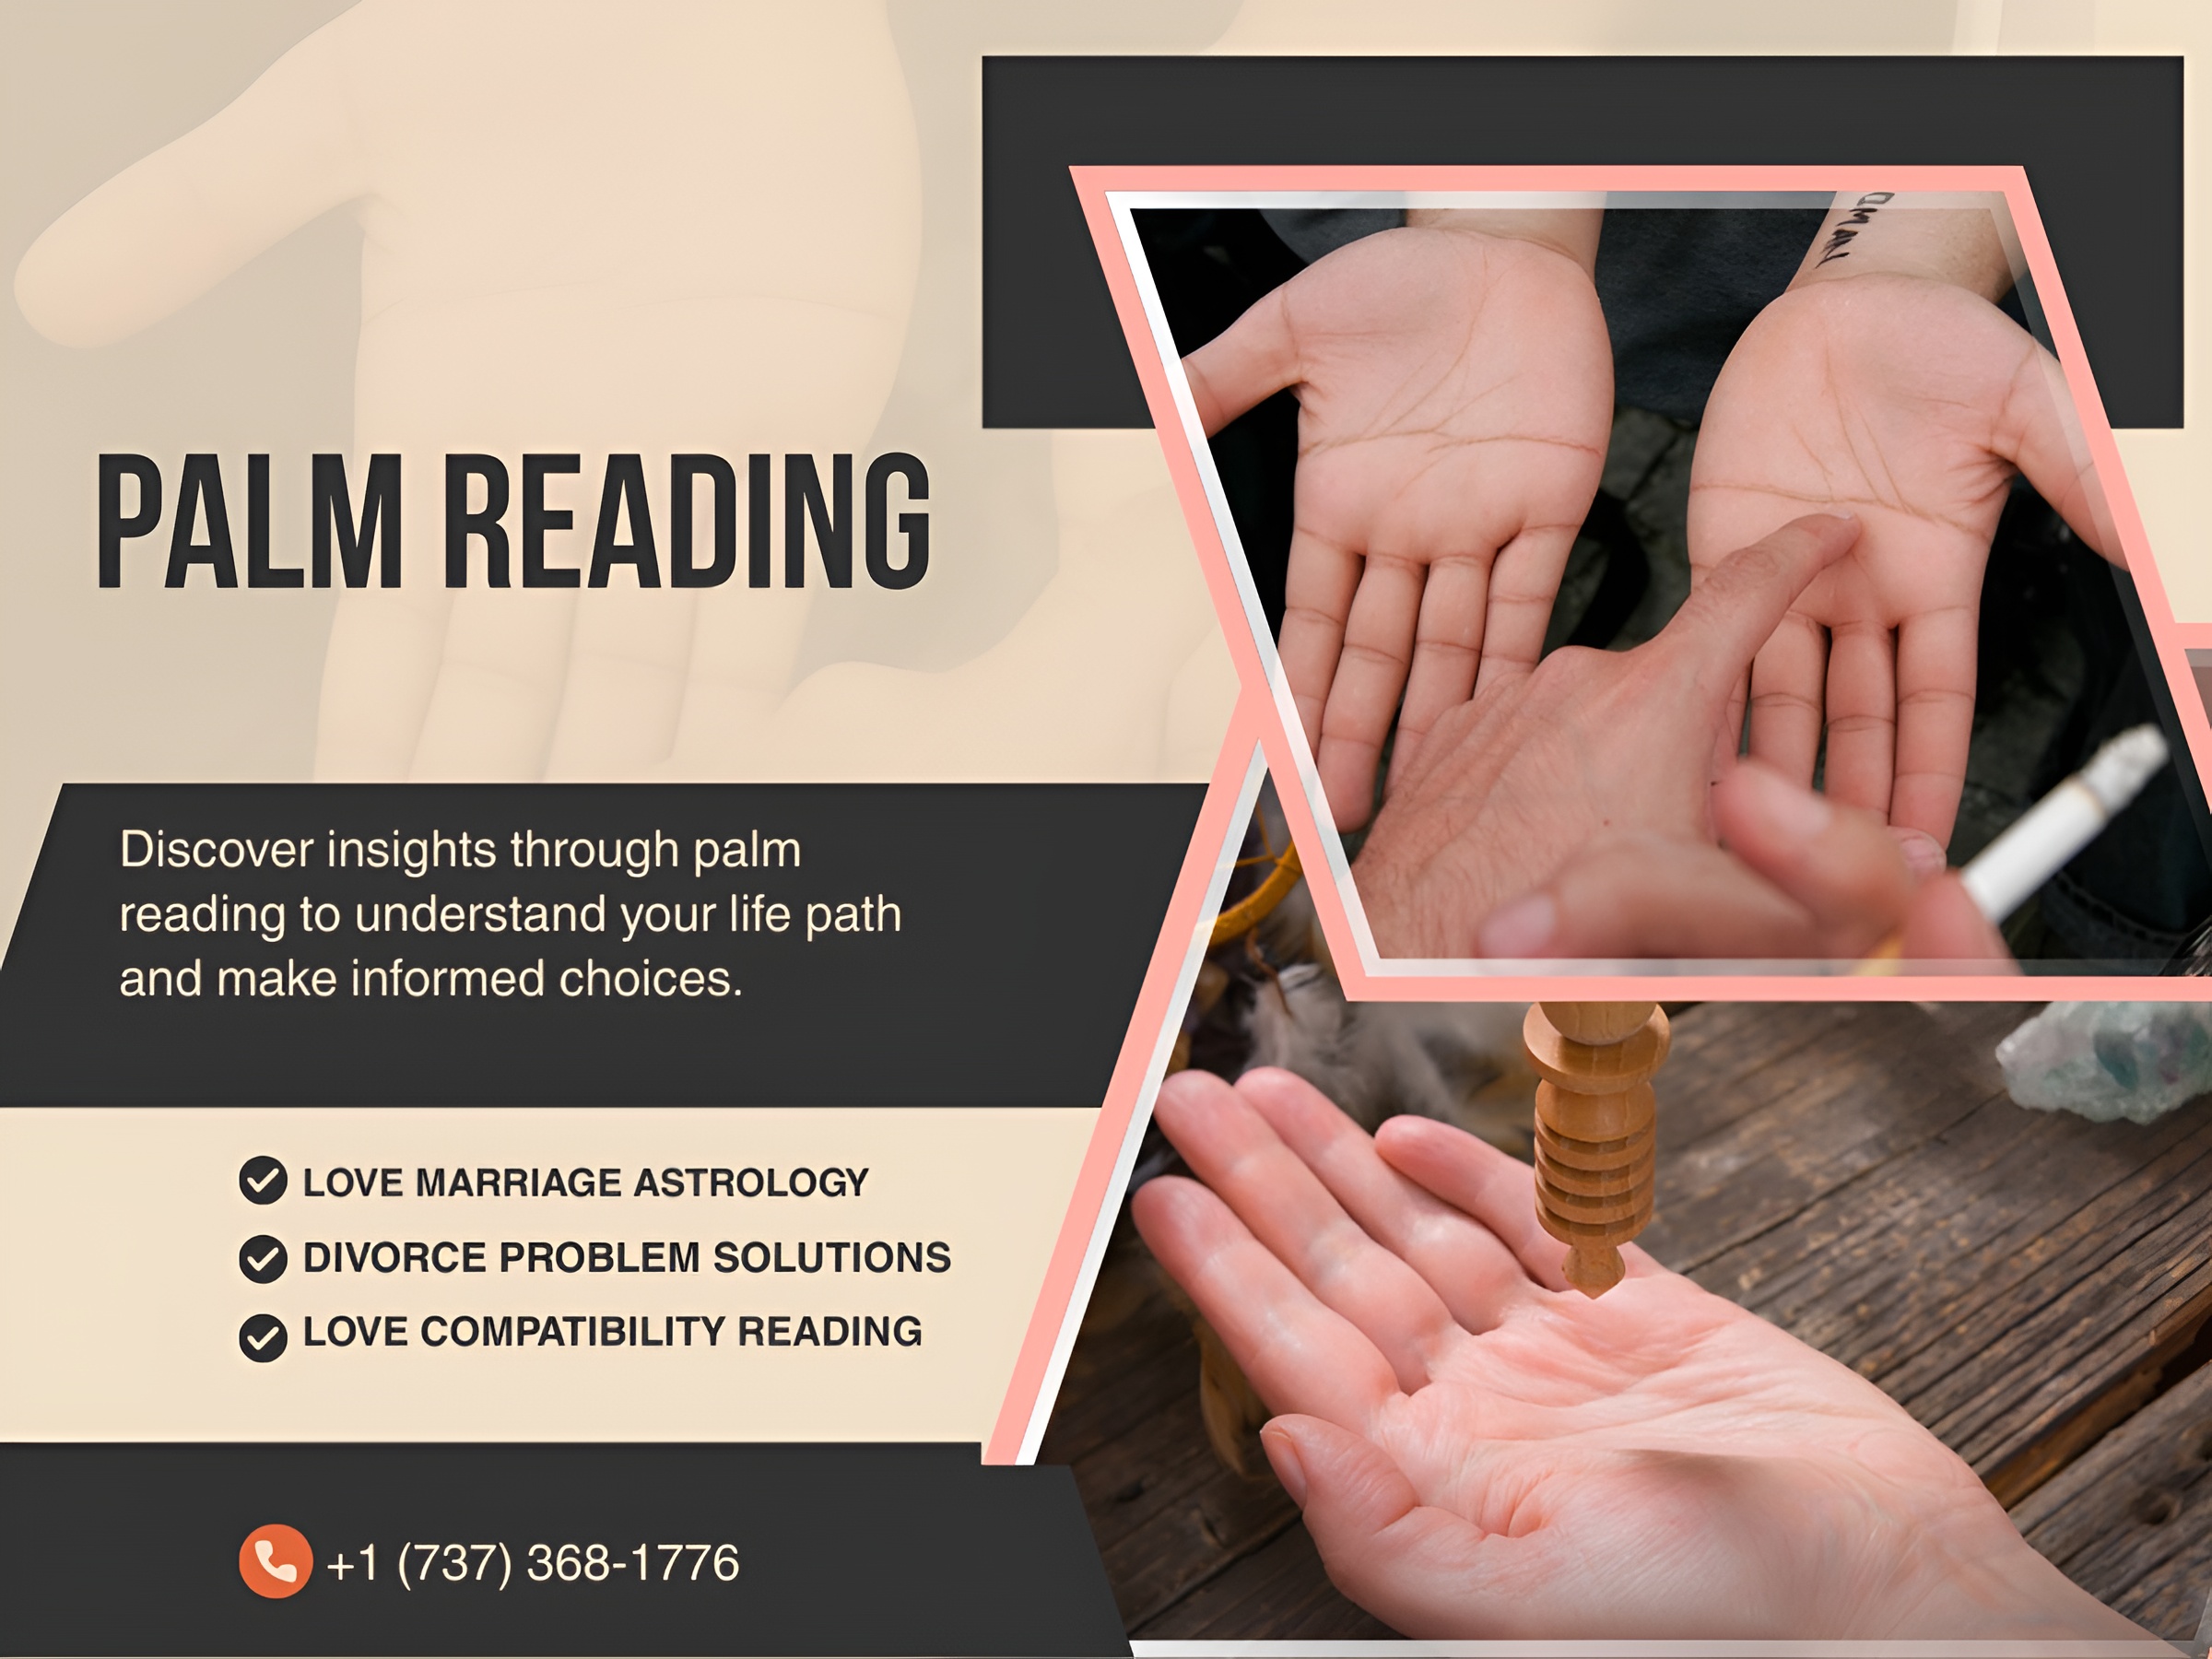 PALM READING
Discover insights through palm
reading to understand your life path
and make informed choices.
LOVE MARRIAGE ASTROLOGY
DIVORCE PROBLEM SOLUTIONS
LOVE COMPATIBILITY READING
+1 (737) 368-1776